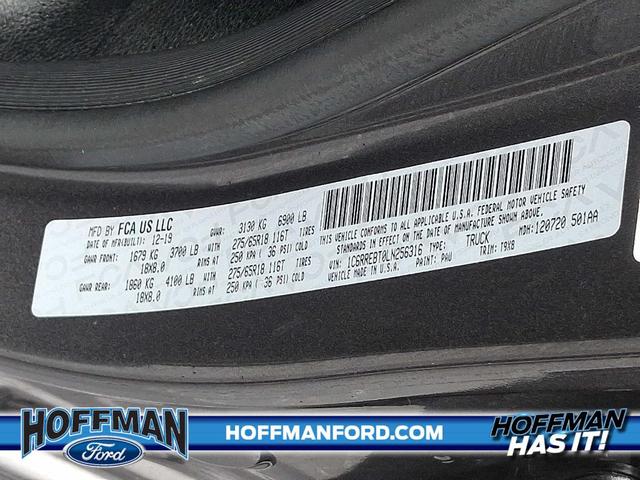 MFD BY FCA US LLC
DATE OF MFR(BUILT): 12-19 GVWR: 3130 KG 6900 LB
GAWR FRONT: 1679 KG 3700 LB WITH 275/65R18 116T TIRES
18X8.0 RIMS AT 250 KPA ( 36 PSI) COLD
GAWR REAR: 1860 KG 4100 LB WITH 275/65R18 116T TIRES
18X8.0 RIMS AT 250 KPA ( 36 PSI) COLD
CONFORMS TO ALL APPLICABLE U.S.A. FEDERAL MOTOR VEHICLE SAFETY
STANDARDS IN EFFECT ON THE DATE OF MANUFACTURE SHOWN ABOVE.
VIN: 1C6RREBT0LN256316 TYPE: TRUCK MDH: 120720 501AA
VEHICLE MADE IN U.S.A. PAINT: PAU TRIM: T9X8
HOFFMAN
Ford
HOFFMANFORD.COM
HOFFMAN
HAS IT!